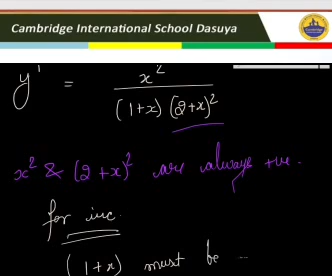 Cambridge International School Dasuya
y' = x² / (1+x) (2+x)²
x² & (2+x)² are always +ve.
for inc.
(1+x) must be